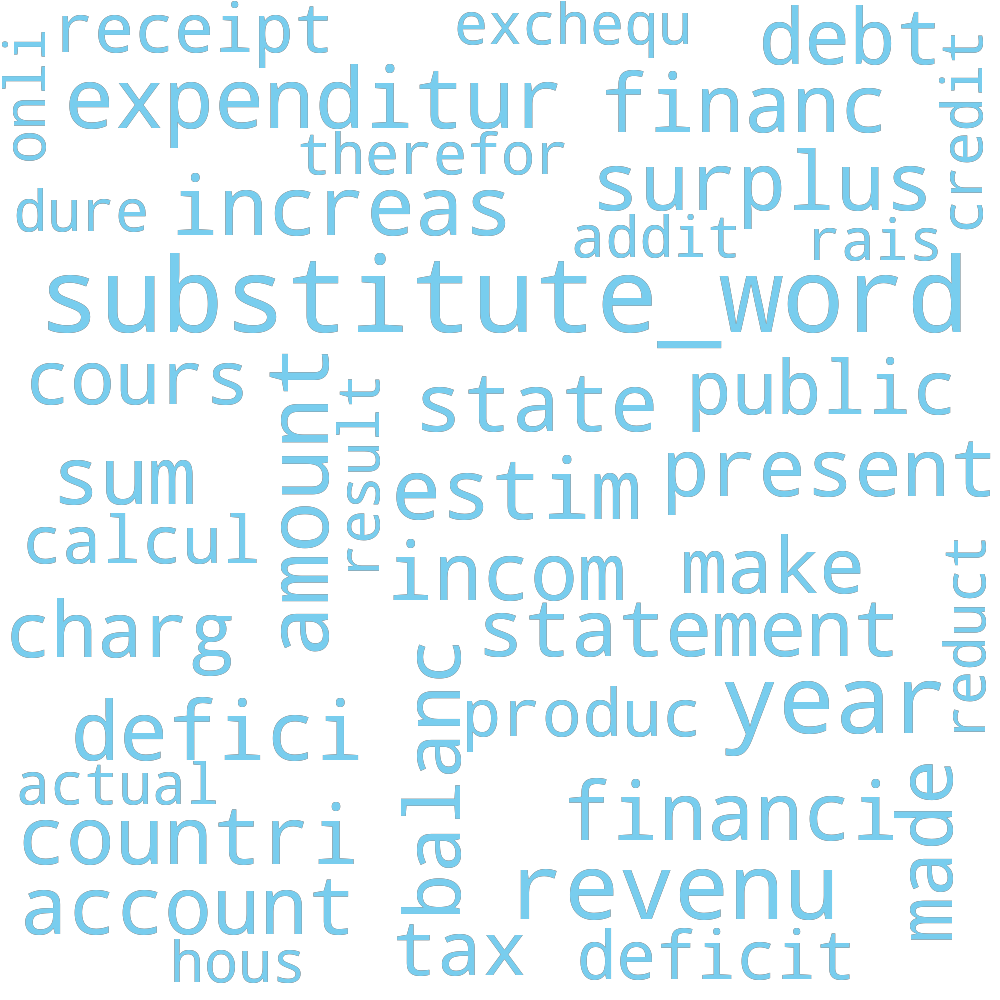 receipt
exchequ
debt
onli
expenditur
financ
credit
therefor
surplus
dure
increas
addit
rais
substitute_word
cours
amount
result
state
public
sum
estim
present
calcul
incom
make
reduct
charg
statement
balanc
produc
year
defici
actual
financi
made
countri
account
revenu
hous
tax
deficit